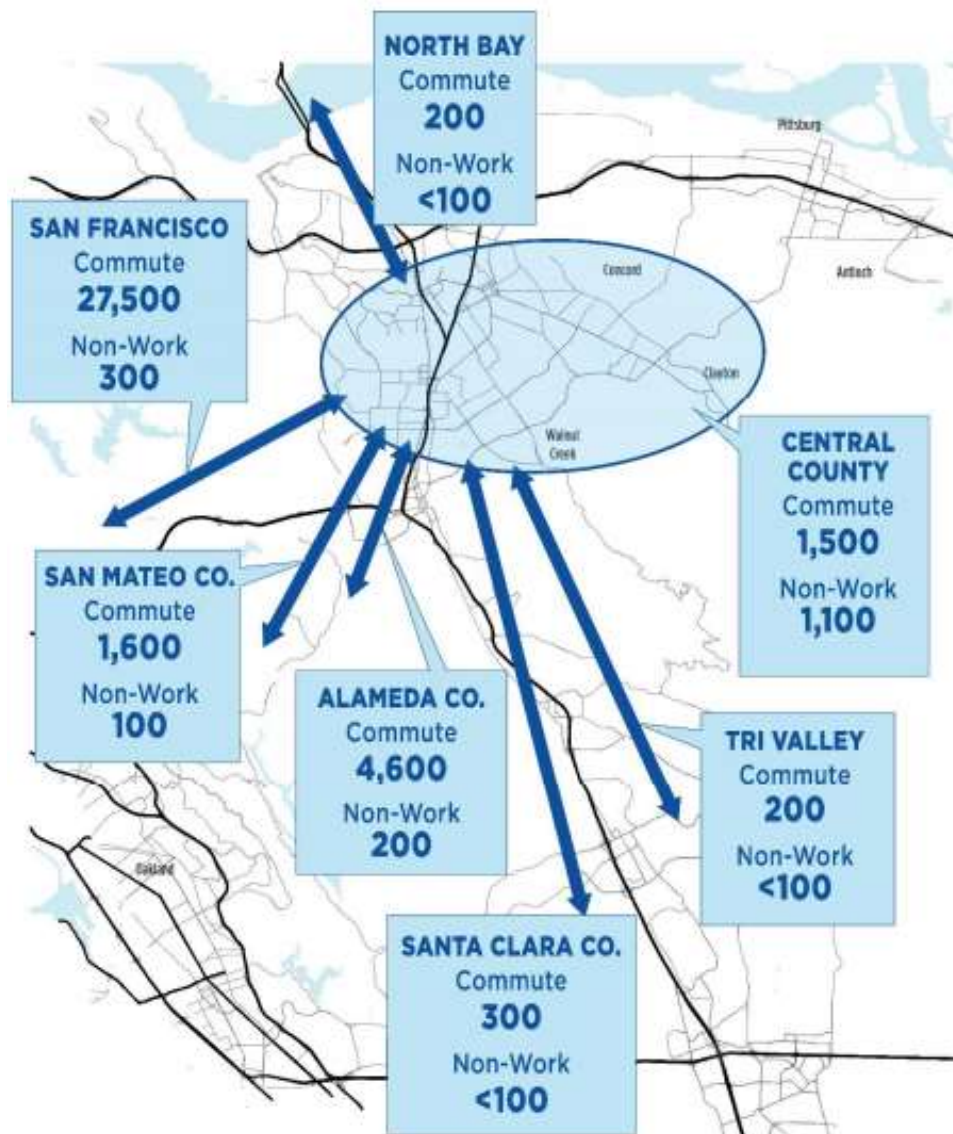 NORTH BAY
Commute
200
Non-Work
<100
Pittsburg
Antioch
SAN FRANCISCO
Commute
27,500
Non-Work
300
Concord
Clayton
Walnut
Creek
CENTRAL
COUNTY
Commute
1,500
Non-Work
1,100
SAN MATEO CO.
Commute
1,600
Non-Work
100
ALAMEDA CO.
Commute
4,600
Non-Work
200
TRI VALLEY
Commute
200
Non-Work
<100
Oakland
SANTA CLARA CO.
Commute
300
Non-Work
<100